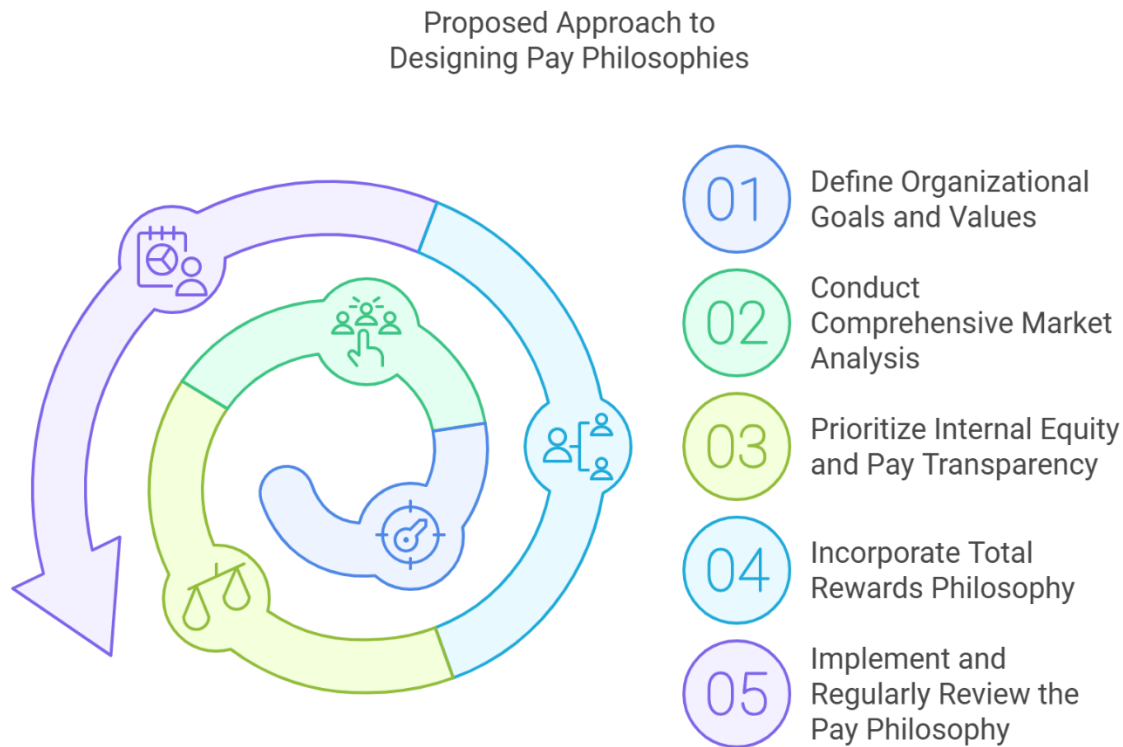 Proposed Approach to
Designing Pay Philosophies
01
Define Organizational
Goals and Values
02
Conduct
Comprehensive Market
Analysis
03
Prioritize Internal Equity
and Pay Transparency
04
Incorporate Total
Rewards Philosophy
05
Implement and
Regularly Review the
Pay Philosophy